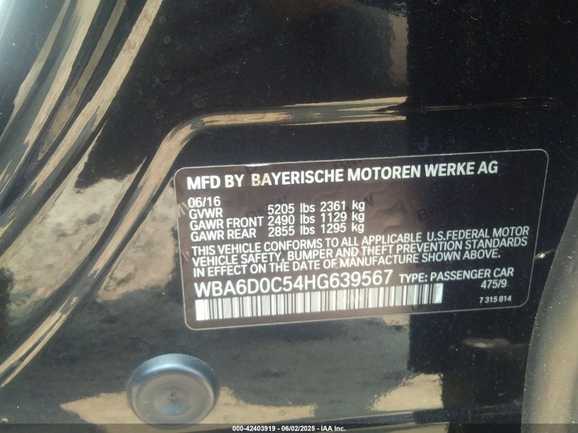 MFD BY BAYERISCHE MOTOREN WERKE AG
06/16
GVWR 5205 lbs 2361 kg
GAWR FRONT 2490 lbs 1129 kg
GAWR REAR 2855 lbs 1295 kg
THIS VEHICLE CONFORMS TO ALL APPLICABLE U.S.FEDERAL MOTOR
VEHICLE SAFETY, BUMPER AND THEFT PREVENTION STANDARDS
IN EFFECT ON THE DATE OF MANUFACTURE SHOWN ABOVE.
WBA6D0C54HG639567 TYPE: PASSENGER CAR
475/9
7 315 814
000-42403919 - 06/02/2025 - IAA Inc.